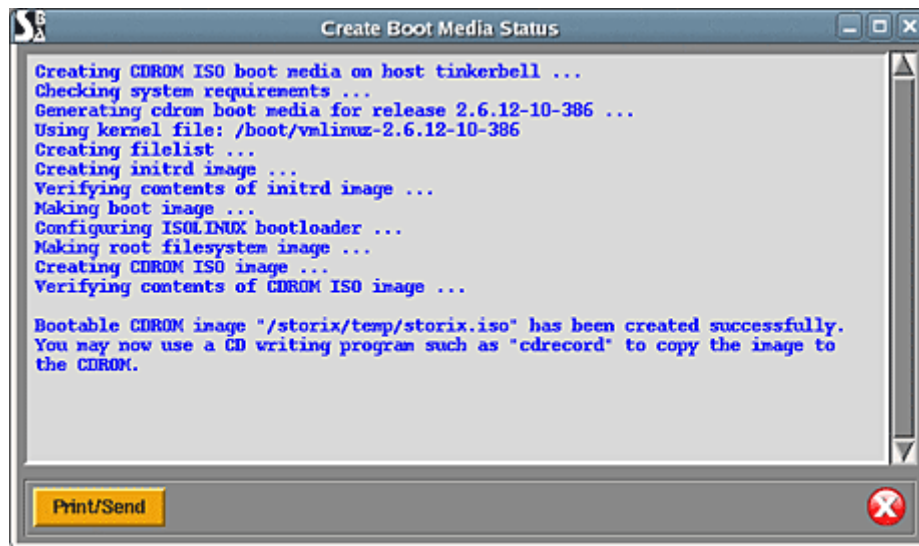 SBA
Create Boot Media Status
Creating CDROM ISO boot media on host tinkerbell ...
Checking system requirements ...
Generating cdrom boot media for release 2.6.12-10-386 ...
Using kernel file: /boot/vmlinuz-2.6.12-10-386
Creating filelist ...
Creating initrd image ...
Verifying contents of initrd image ...
Making boot image ...
Configuring ISOLINUX bootloader ...
Making root filesystem image ...
Creating CDROM ISO image ...
Verifying contents of CDROM ISO image ...
Bootable CDROM image "/storix/temp/storix.iso" has been created successfully.
You may now use a CD writing program such as "cdrecord" to copy the image to
the CDROM.
Print/Send